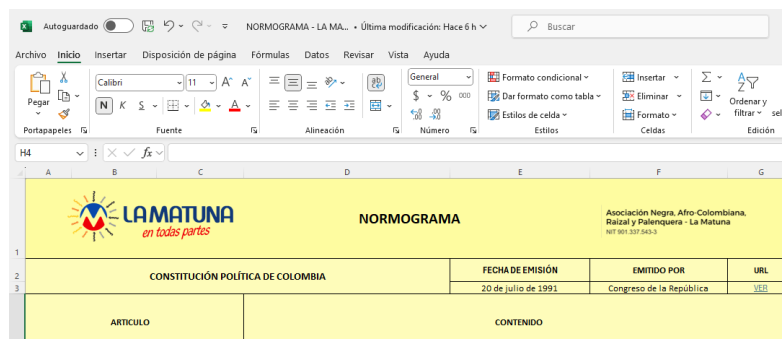 Autoguardado NORMOGRAMA - LA MA... • Última modificación: Hace 6 h Buscar
Archivo Inicio Insertar Disposición de página Fórmulas Datos Revisar Vista Ayuda
Pegar
Portapapeles
Calibri 11 A^ A˅
N K S A
Fuente
ab
Alineación
General
$ % 000
Número
Formato condicional
Dar formato como tabla
Estilos de celda
Estilos
Insertar
Eliminar
Formato
Celdas
Ordenar y
filtrar
Edición
H4 fx
A B C D E F G
1
LA MATUNA
en todas partes
NORMOGRAMA
Asociación Negra, Afro-Colombiana,
Raizal y Palenquera - La Matuna
NIT 901.337.543-3
2 CONSTITUCIÓN POLÍTICA DE COLOMBIA FECHA DE EMISIÓN EMITIDO POR URL
3 20 de julio de 1991 Congreso de la República VER
ARTICULO CONTENIDO